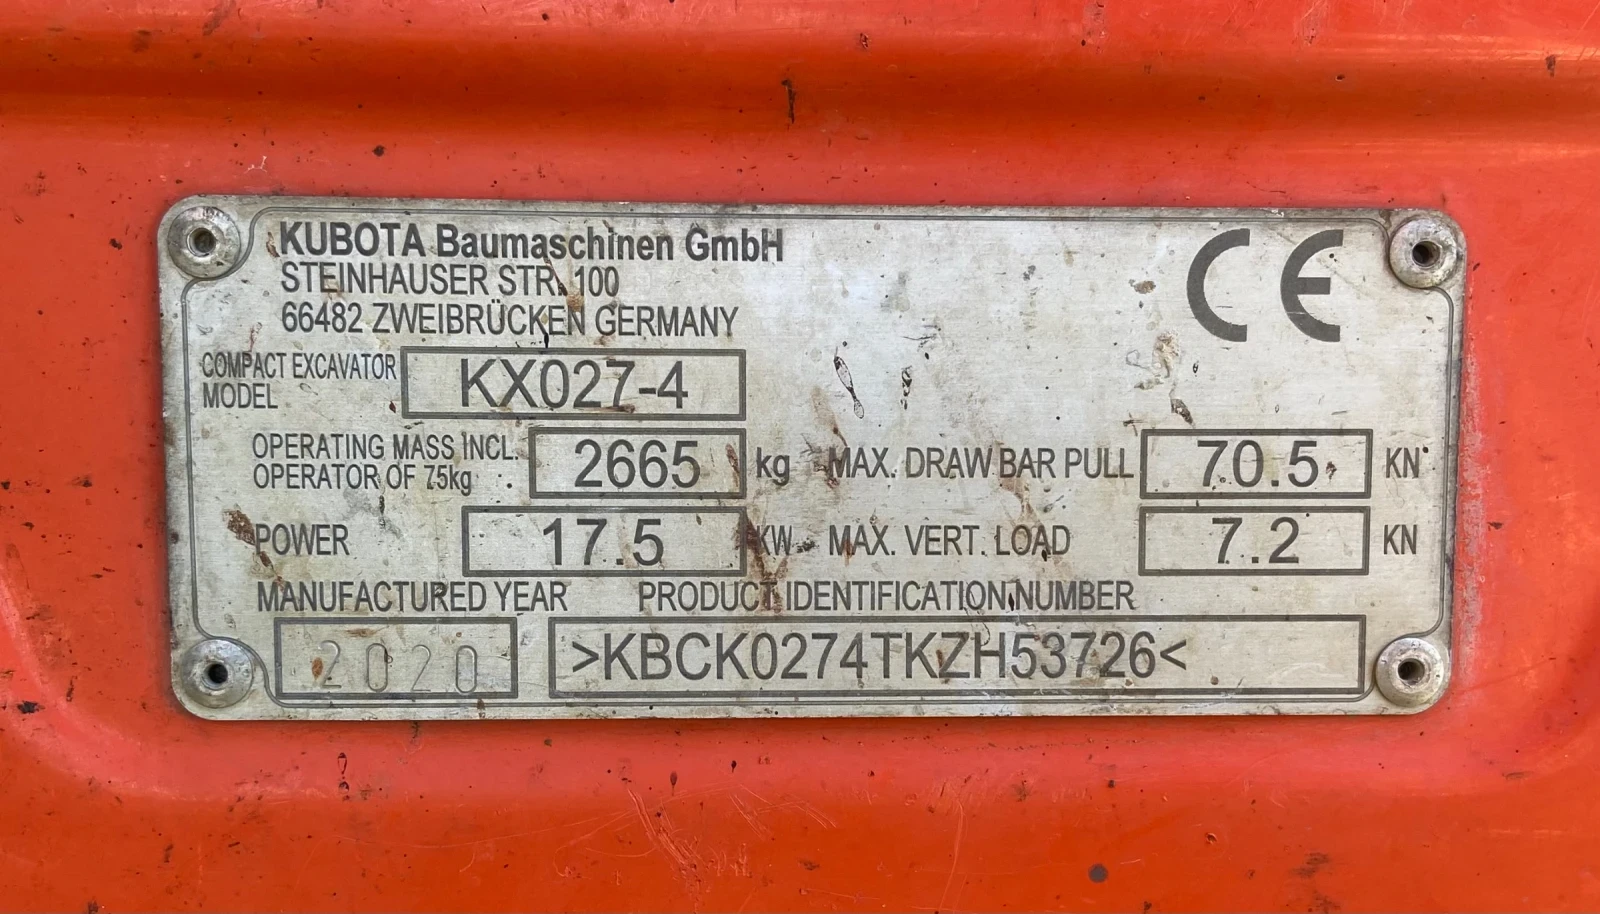 KUBOTA Baumaschinen GmbH
STEINHAUSER STR. 100
66482 ZWEIBRÜCKEN GERMANY
CE
COMPACT EXCAVATOR
MODEL
KX027-4
OPERATING MASS INCL.
OPERATOR OF 75kg
2665 kg
MAX. DRAW BAR PULL 70.5 KN
POWER 17.5 KW
MAX. VERT. LOAD 7.2 KN
MANUFACTURED YEAR
PRODUCT IDENTIFICATION NUMBER
2020
>KBCK0274TKZH53726<